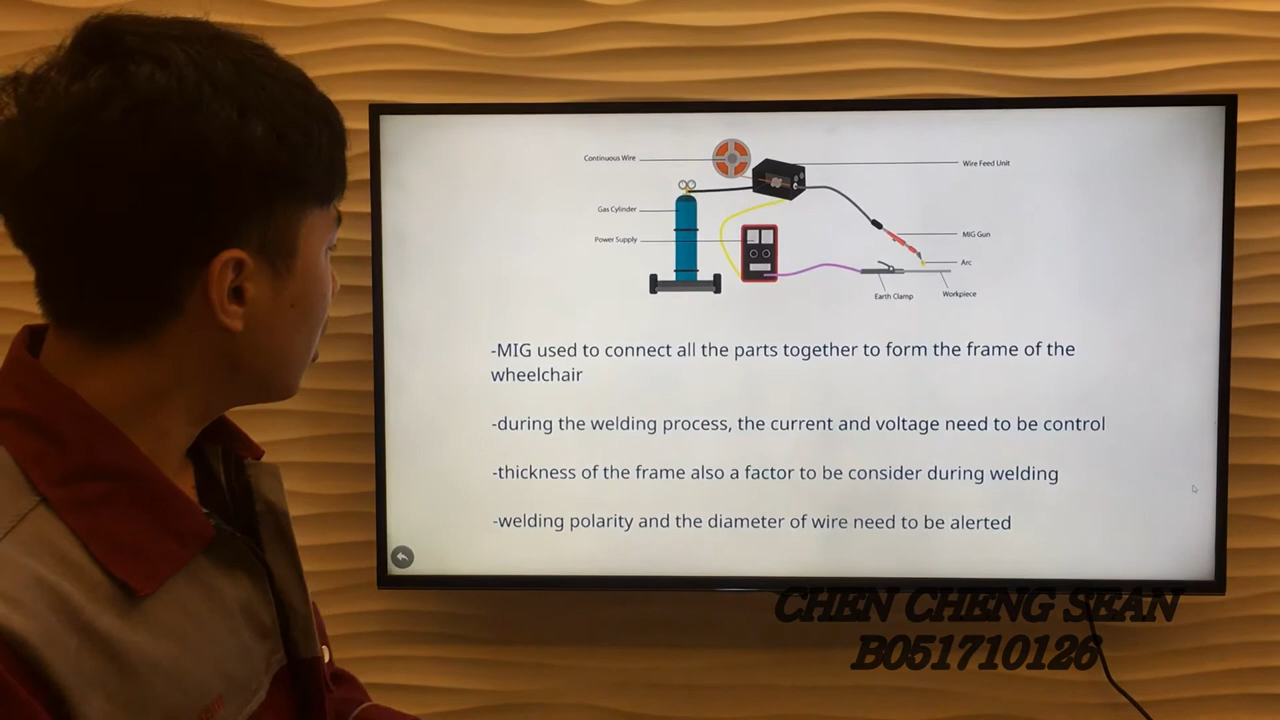 Continuous Wire
Wire Feed Unit
Gas Cylinder
Power Supply
MIG Gun
Arc
Earth Clamp
Workpiece
-MIG used to connect all the parts together to form the frame of the
wheelchair
-during the welding process, the current and voltage need to be control
-thickness of the frame also a factor to be consider during welding
-welding polarity and the diameter of wire need to be alerted
CHEN CHENG SEAN
B051710126